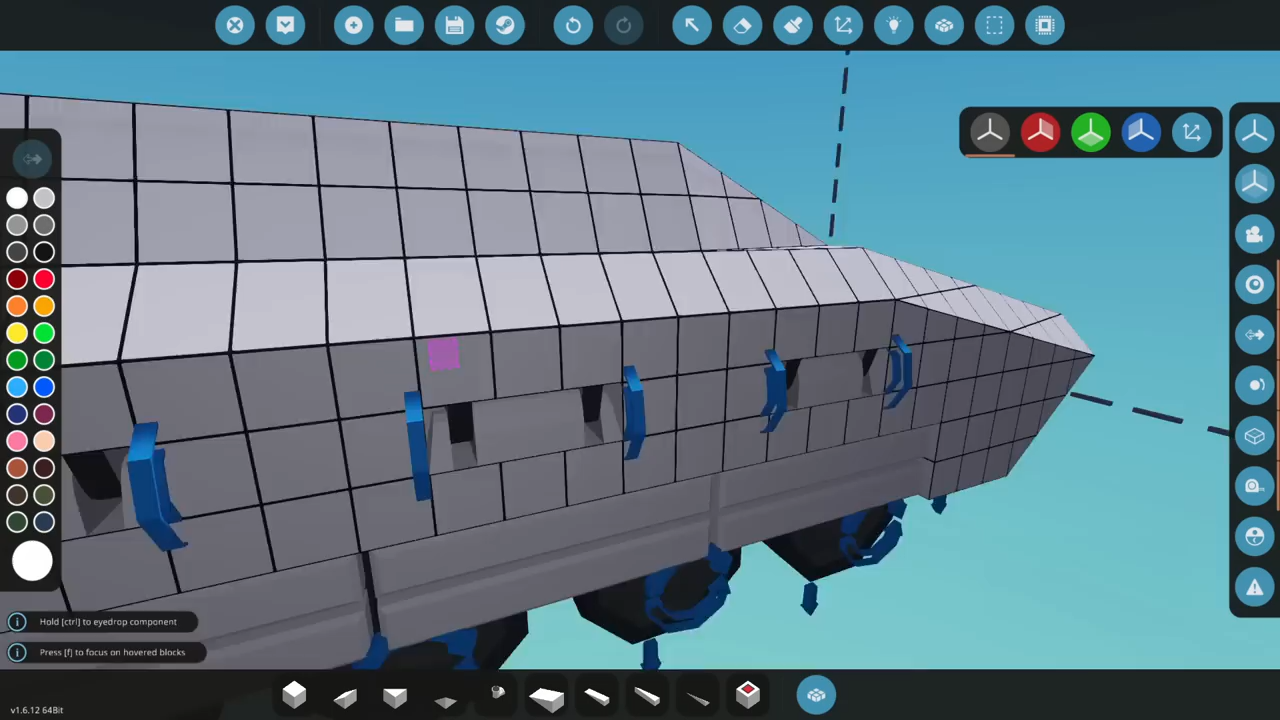 Hold [ctrl] to eyedrop component
Press [f] to focus on hovered blocks
v1.6.12 64Bit